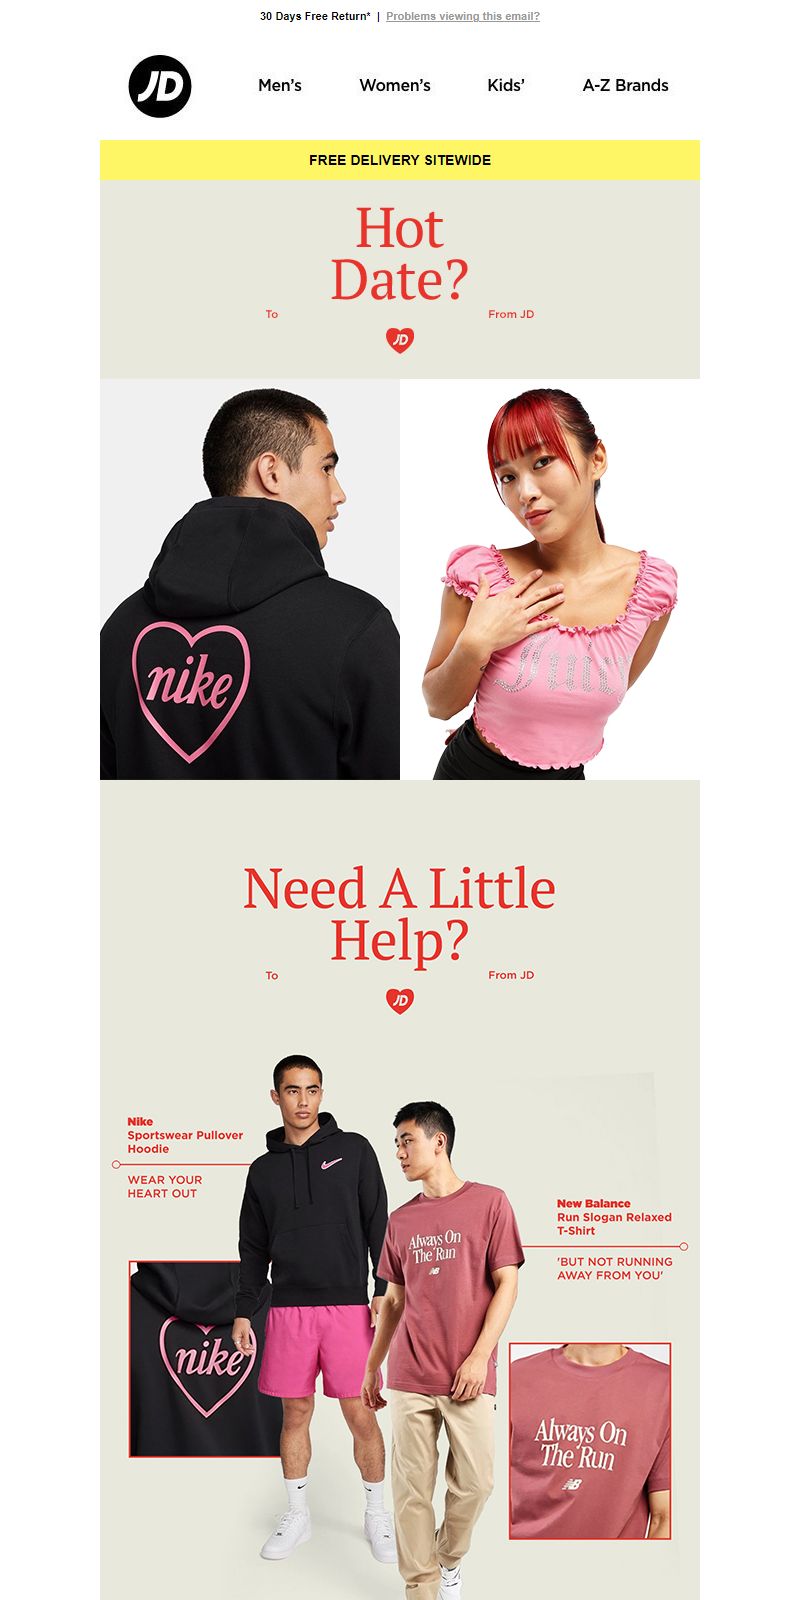 30 Days Free Return* | Problems viewing this email?
JD
Men's
Women's
Kids'
A-Z Brands
FREE DELIVERY SITEWIDE
Hot
Date?
To
From JD
JD
nike
Juicy
Need A Little
Help?
To
From JD
JD
Nike
Sportswear Pullover
Hoodie
WEAR YOUR
HEART OUT
Always On
The Run
NB
New Balance
Run Slogan Relaxed
T-Shirt
'BUT NOT RUNNING
AWAY FROM YOU'
nike
Always On
The Run
NB